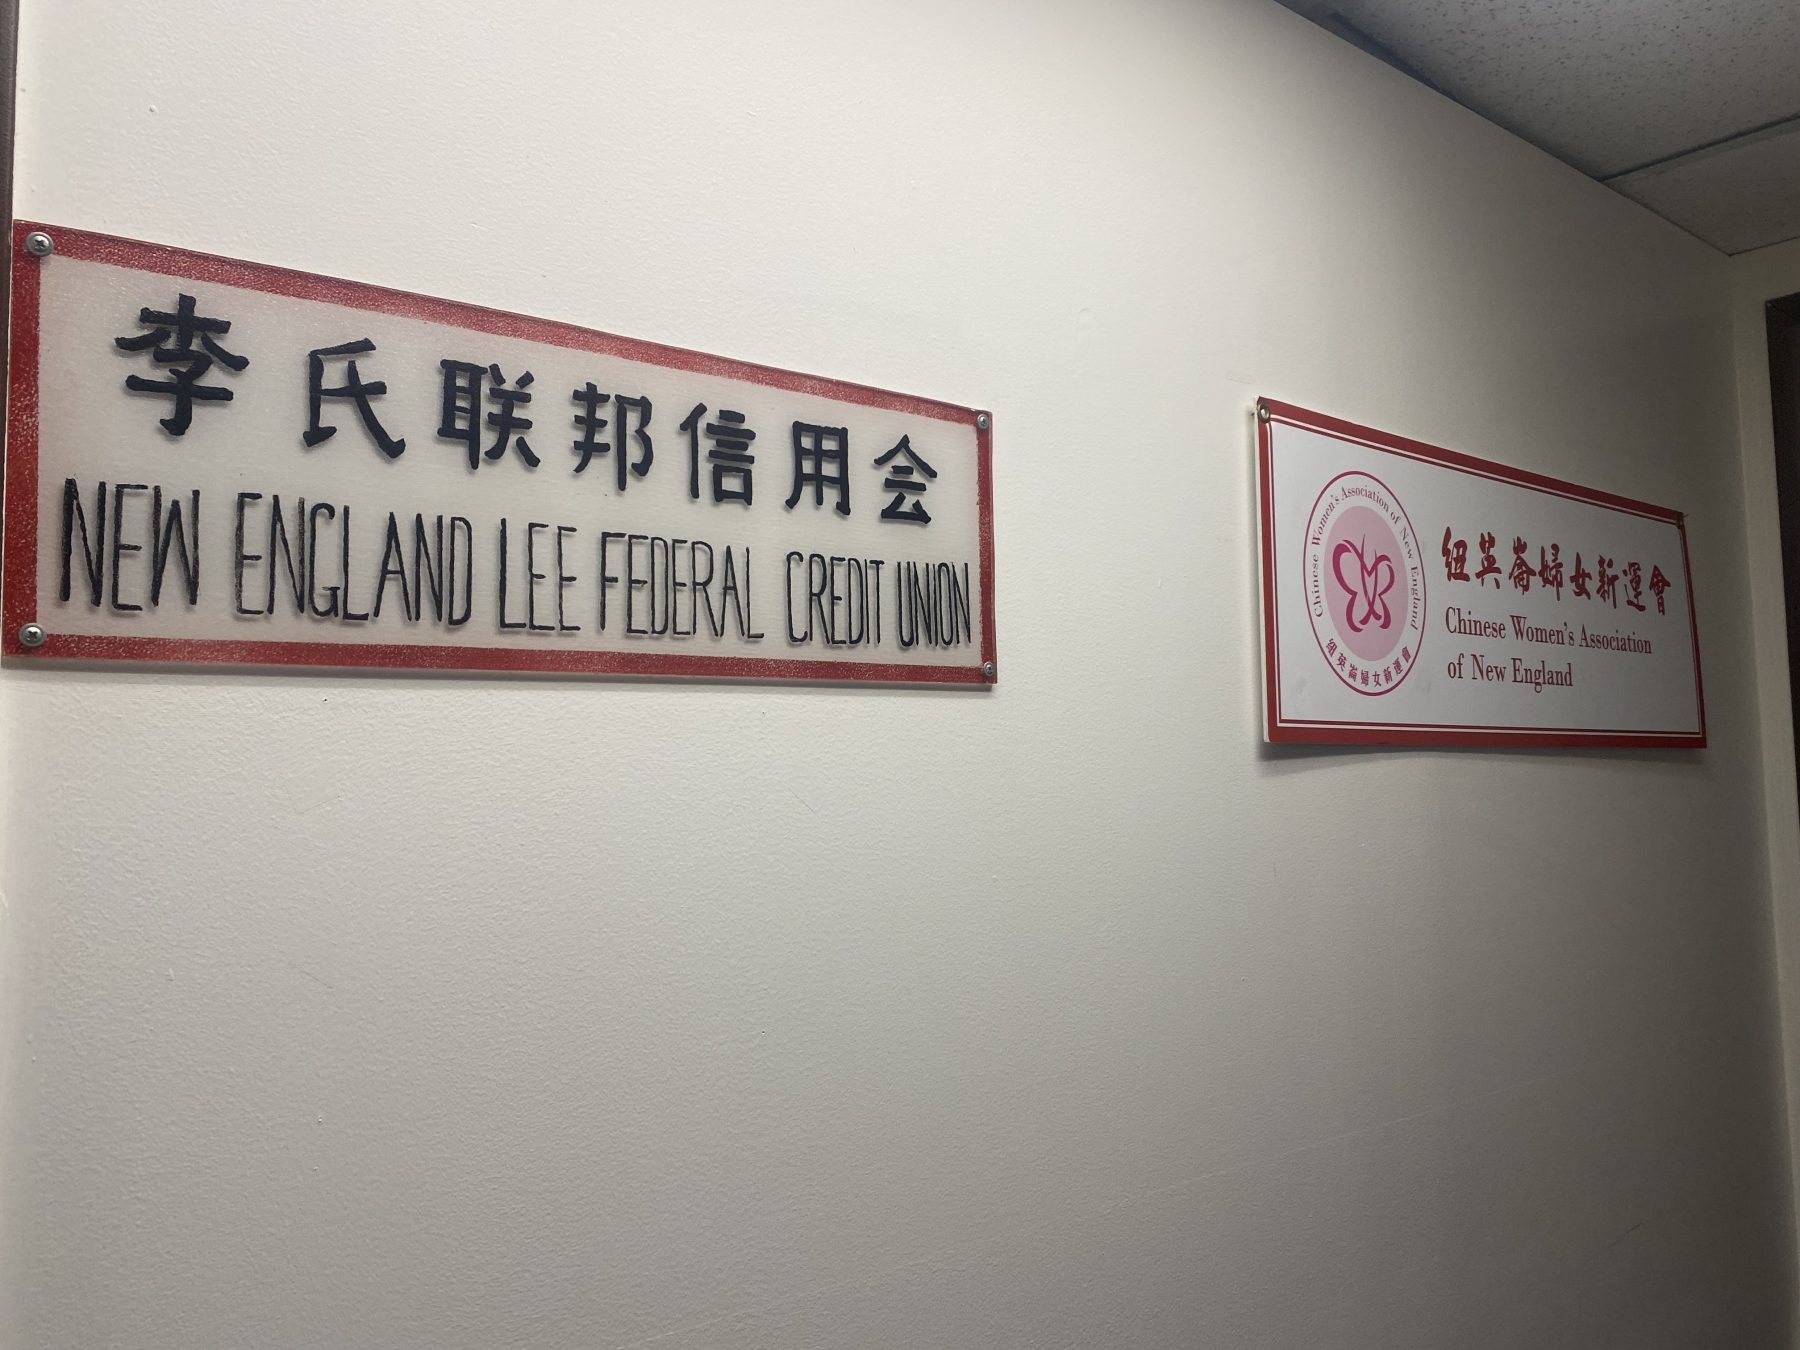 李氏联邦信用会
NEW ENGLAND LEE FEDERAL CREDIT UNION
Chinese Women's Association of New England
紐英崙婦女新運會
紐英崙婦女新運會
Chinese Women's Association
of New England